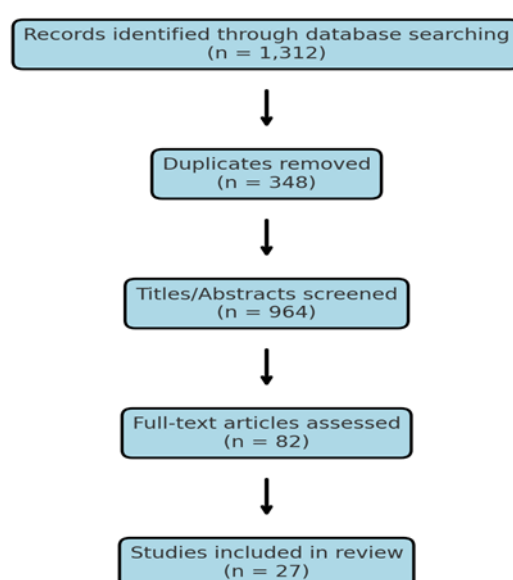 Records identified through database searching
(n = 1,312)
Duplicates removed
(n = 348)
Titles/Abstracts screened
(n = 964)
Full-text articles assessed
(n = 82)
Studies included in review
(n = 27)